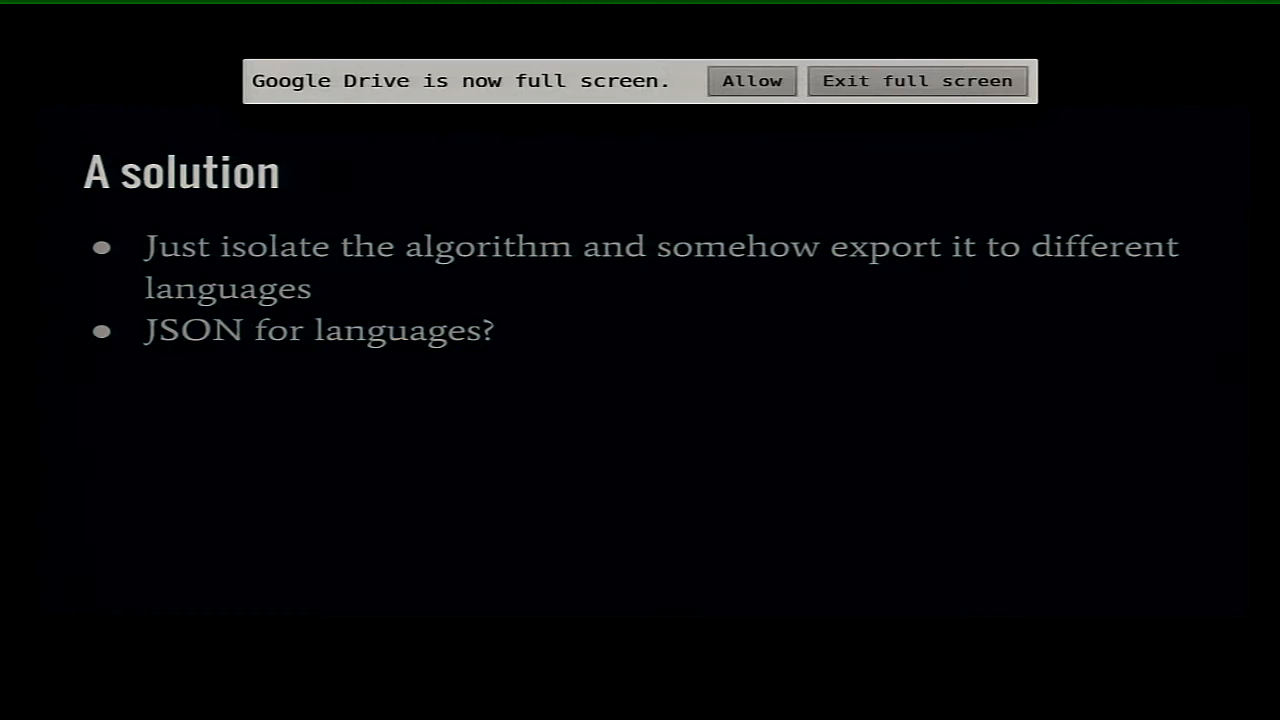 Google Drive is now full screen. Allow Exit full screen
A solution
● Just isolate the algorithm and somehow export it to different
languages
● JSON for languages?